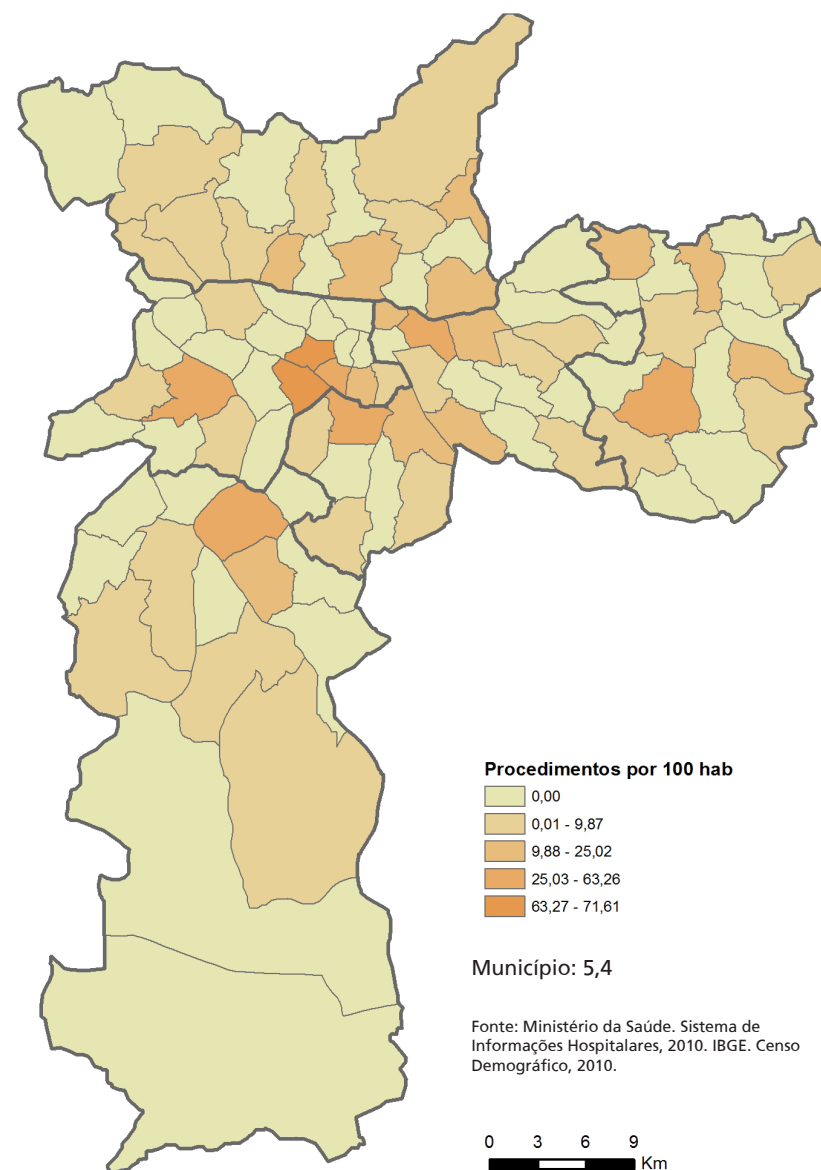 Procedimentos por 100 hab
0,00
0,01 - 9,87
9,88 - 25,02
25,03 - 63,26
63,27 - 71,61
Município: 5,4
Fonte: Ministério da Saúde. Sistema de
Informações Hospitalares, 2010. IBGE. Censo
Demográfico, 2010.
0 3 6 9
Km